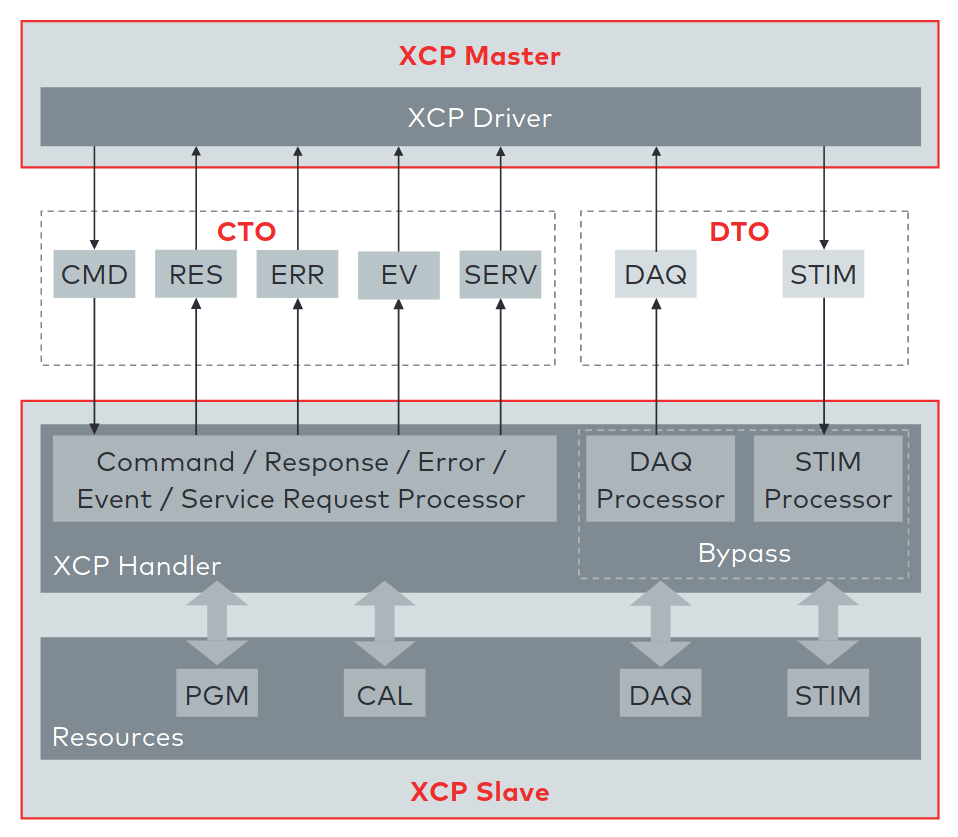 XCP Master
XCP Driver
CTO
DTO
CMD
RES
ERR
EV
SERV
DAQ
STIM
Command / Response / Error /
Event / Service Request Processor
DAQ
Processor
STIM
Processor
Bypass
XCP Handler
PGM
CAL
DAQ
STIM
Resources
XCP Slave